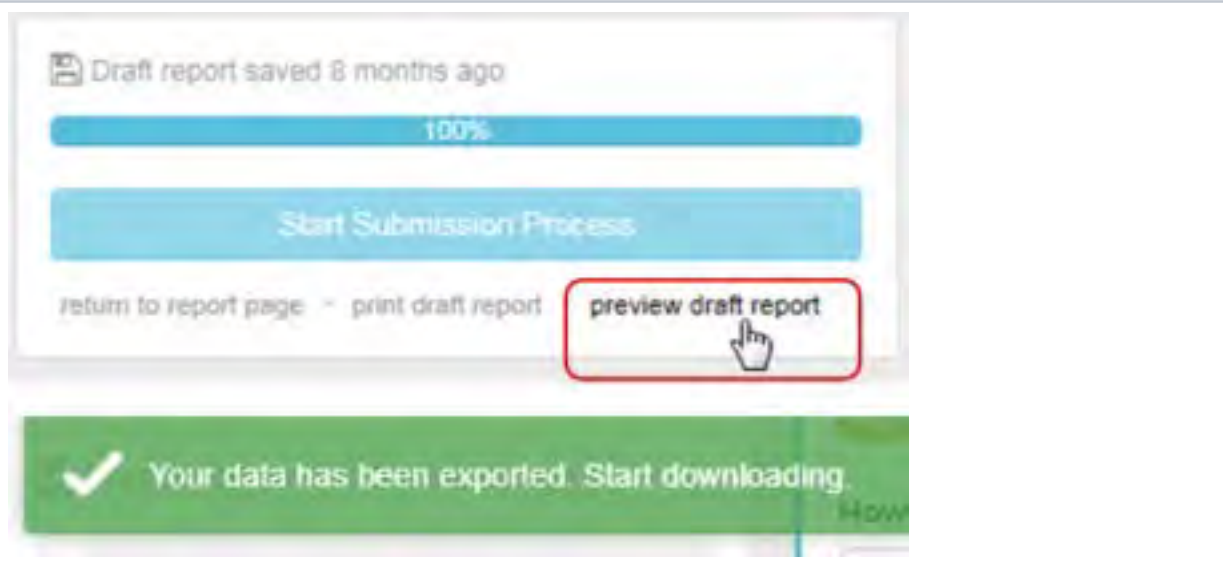 Draft report saved 8 months ago
100%
Start Submission Process
return to report page - print draft report preview draft report
Your data has been exported. Start downloading.
How